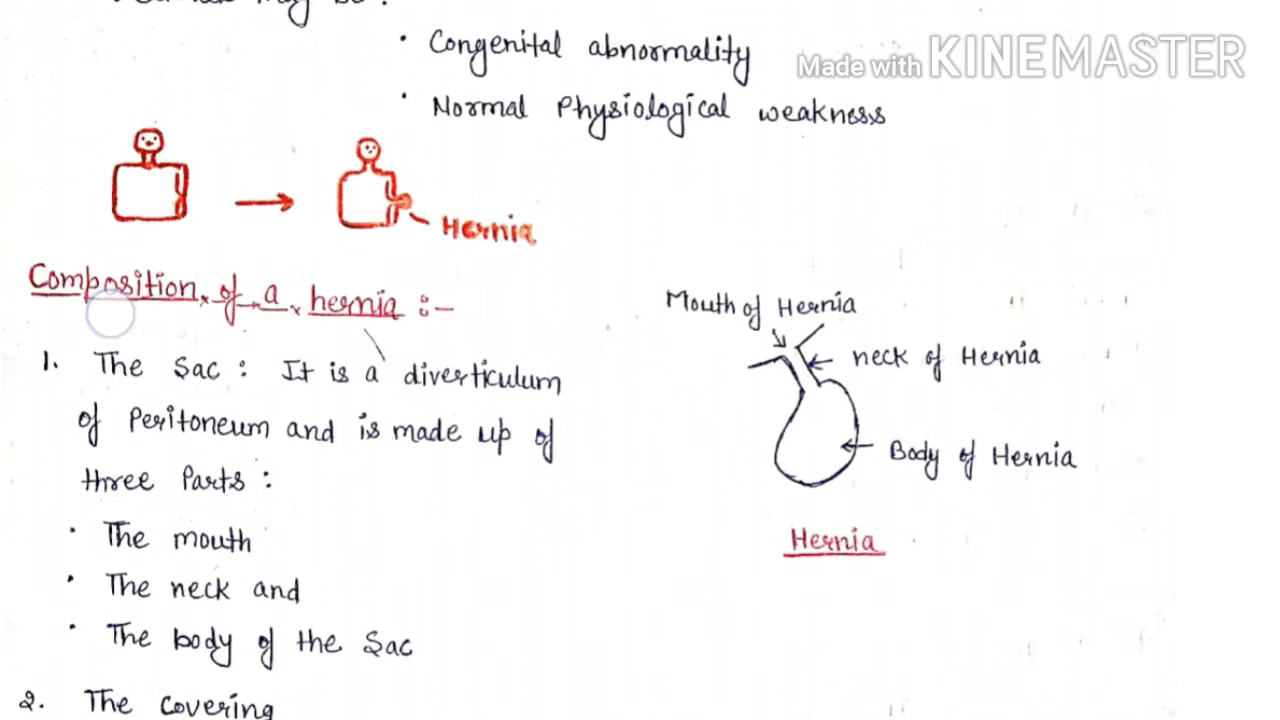 may be :
• Congenital abnormality
Made with KINEMASTER
• Normal Physiological weakness
Hernia
Composition of a hernia :-
1. The Sac : It is a diverticulum
of Peritoneum and is made up of
three Parts :
• The mouth
• The neck and
• The body of the Sac
2. The covering
Mouth of Hernia
neck of Hernia
Body of Hernia
Hernia